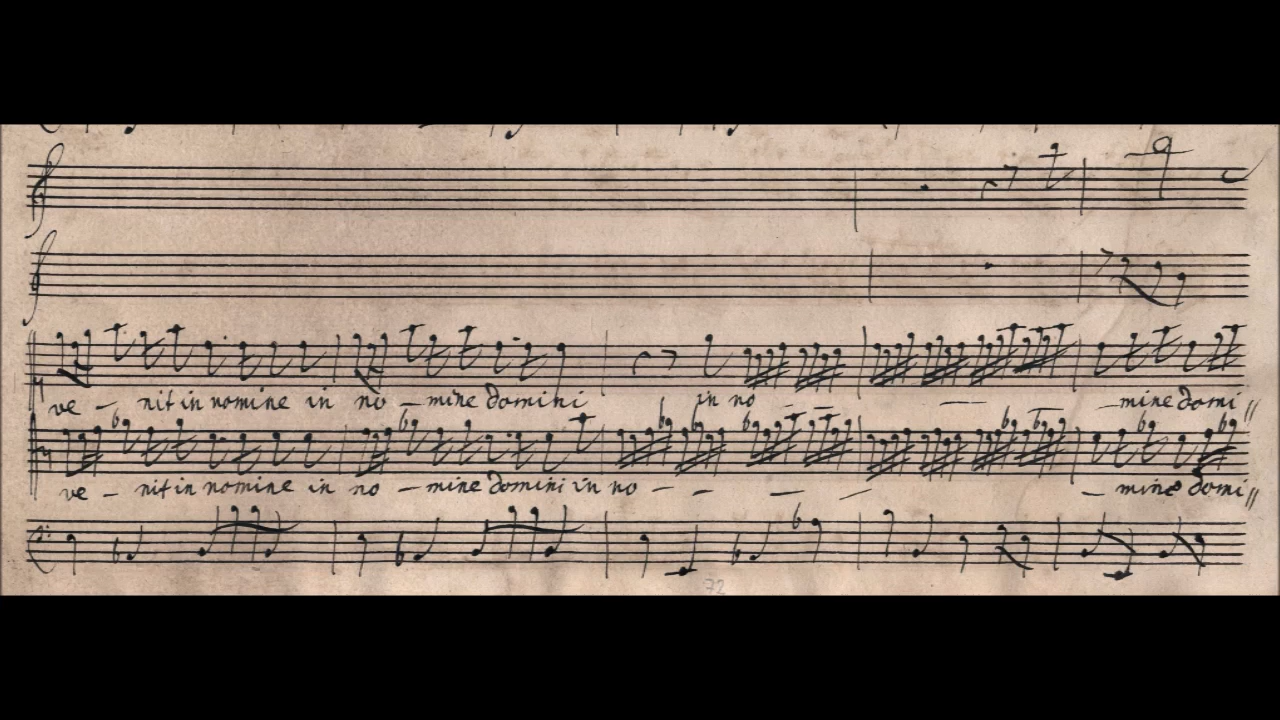 ve – nit in nomine in no – mine domini in no – – – – mine domi//
ve – nit in nomine in no – mine domini in no – – – – – mine domi//
72